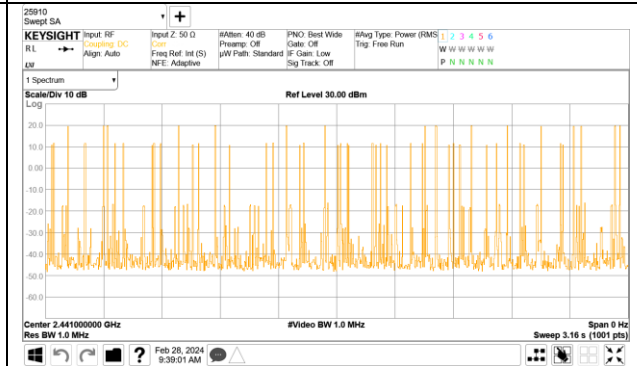 25910
Swept SA
KEYSIGHT Input: RF Input Z: 50 Ω #Atten: 40 dB PNO: Best Wide #Avg Type: Power (RMS 1 2 3 4 5 6
RL Coupling: DC Corr Preamp: Off Gate: Off Trig: Free Run W W W W W W
Align: Auto Freq Ref: Int (S) µW Path: Standard IF Gain: Low
NFE: Adaptive Sig Track: Off P N N N N N
1 Spectrum
Scale/Div 10 dB Ref Level 30.00 dBm
Log
20.0
10.0
0.00
-10.0
-20.0
-30.0
-40.0
-50.0
-60.0
Center 2.441000000 GHz #Video BW 1.0 MHz Span 0 Hz
Res BW 1.0 MHz Sweep 3.16 s (1001 pts)
? Feb 28, 2024
9:39:01 AM